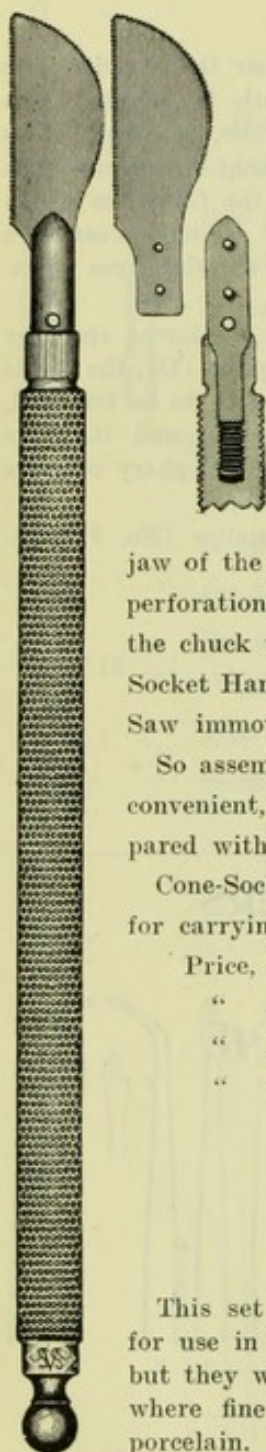 jaw of the
perforation
the chuck
Socket Han
Saw immov
So assem
convenient,
pared with
Cone-Soc
for carryin
Price,
“
“
“
This set
for use in
but they w
where fine
porcelain.